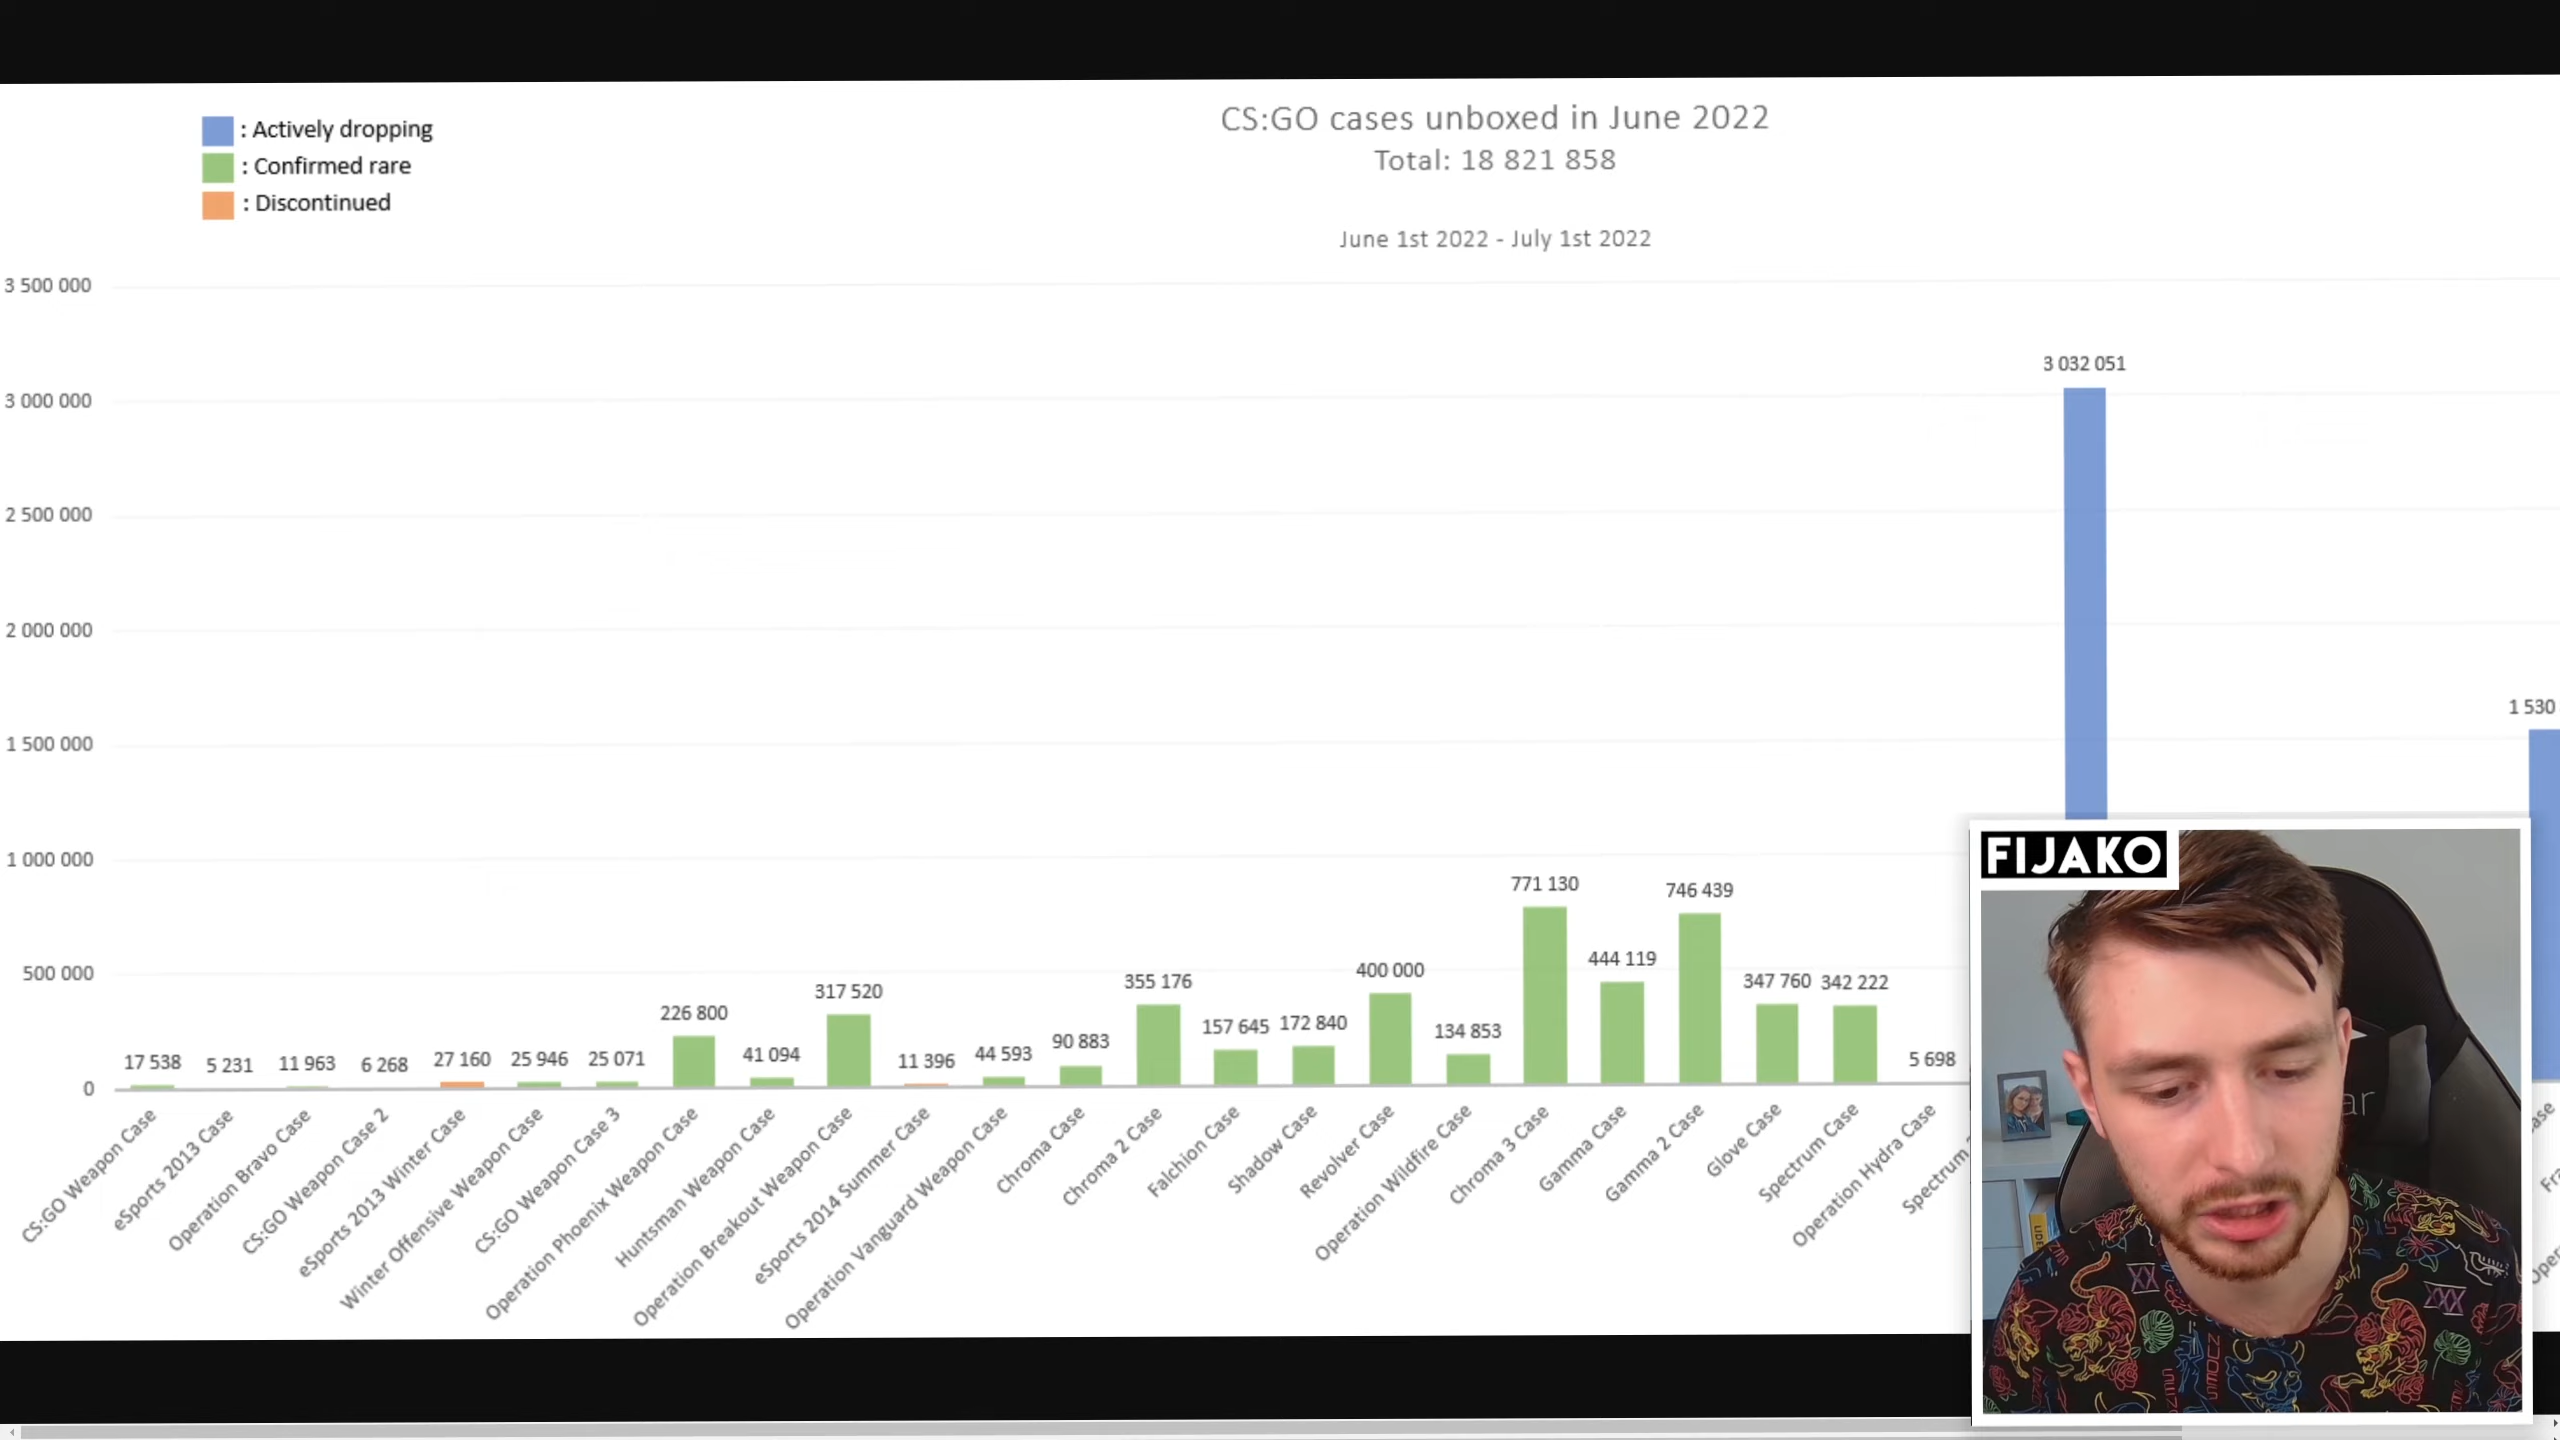 : Actively dropping
: Confirmed rare
: Discontinued
CS:GO cases unboxed in June 2022
Total: 18 821 858
June 1st 2022 - July 1st 2022
3 500 000
3 000 000
2 500 000
2 000 000
1 500 000
1 000 000
500 000
0
17 538
5 231
11 963
6 268
27 160
25 946
25 071
226 800
41 094
317 520
11 396
44 593
90 883
355 176
157 645
172 840
400 000
134 853
771 130
444 119
746 439
347 760
342 222
5 698
3 032 051
1 530
CS:GO Weapon Case
eSports 2013 Case
Operation Bravo Case
CS:GO Weapon Case 2
eSports 2013 Winter Case
Winter Offensive Weapon Case
CS:GO Weapon Case 3
Operation Phoenix Weapon Case
Huntsman Weapon Case
Operation Breakout Weapon Case
eSports 2014 Summer Case
Operation Vanguard Weapon Case
Chroma Case
Chroma 2 Case
Falchion Case
Shadow Case
Revolver Case
Operation Wildfire Case
Chroma 3 Case
Gamma Case
Gamma 2 Case
Glove Case
Spectrum Case
Operation Hydra Case
Spectrum
FIJAKO